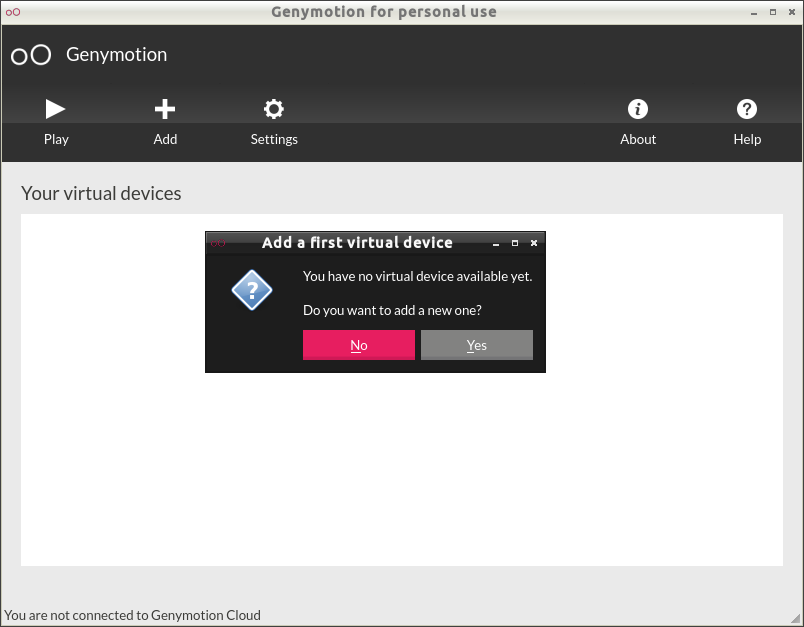 Genymotion for personal use
Genymotion
Play
Add
Settings
About
Help
Your virtual devices
Add a first virtual device
You have no virtual device available yet.
Do you want to add a new one?
No
Yes
You are not connected to Genymotion Cloud